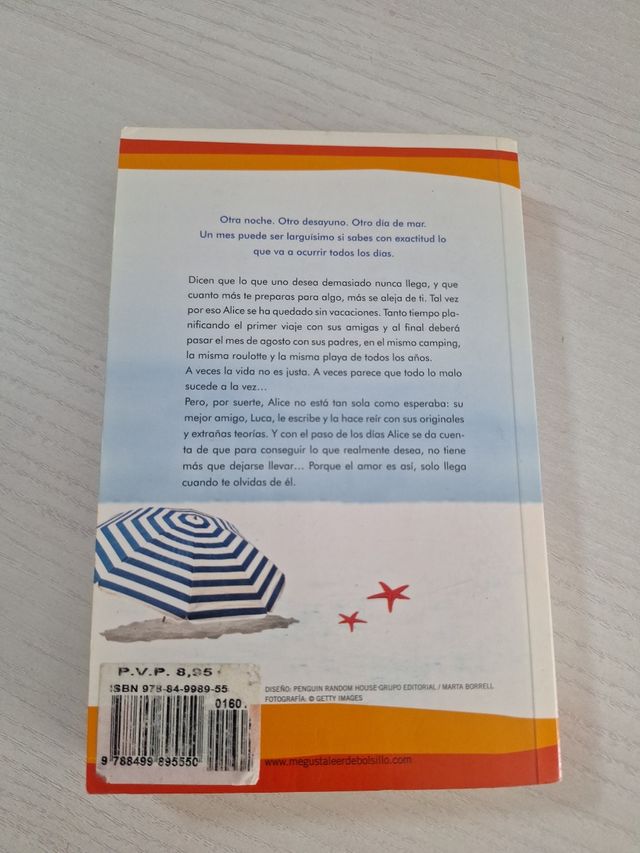 Otra noche. Otro desayuno. Otro día de mar.
Un mes puede ser larguísimo si sabes con exactitud lo
que va a ocurrir todos los días.
Dicen que lo que uno desea demasiado nunca llega, y que
cuanto más te preparas para algo, más se aleja de ti. Tal vez
por eso Alice se ha quedado sin vacaciones. Tanto tiempo pla-
nificando el primer viaje con sus amigas y al final deberá
pasar el mes de agosto con sus padres, en el mismo camping,
la misma roulotte y la misma playa de todos los años.
A veces la vida no es justa. A veces parece que todo lo malo
sucede a la vez...
Pero, por suerte, Alice no está tan sola como esperaba: su
mejor amigo, Luca, le escribe y la hace reír con sus originales
y extrañas teorías. Y con el paso de los días Alice se da cuen-
ta de que para conseguir lo que realmente desea, no tiene
más que dejarse llevar... Porque el amor es así, solo llega
cuando te olvidas de él.
P.V.P. 8,95
ISBN 978-84-9989-55
0160
9 788499 895550
DISEÑO: PENGUIN RANDOM HOUSE GRUPO EDITORIAL / MARTA BORRELL
FOTOGRAFÍA: © GETTY IMAGES
www.megustaleerdebolsillo.com